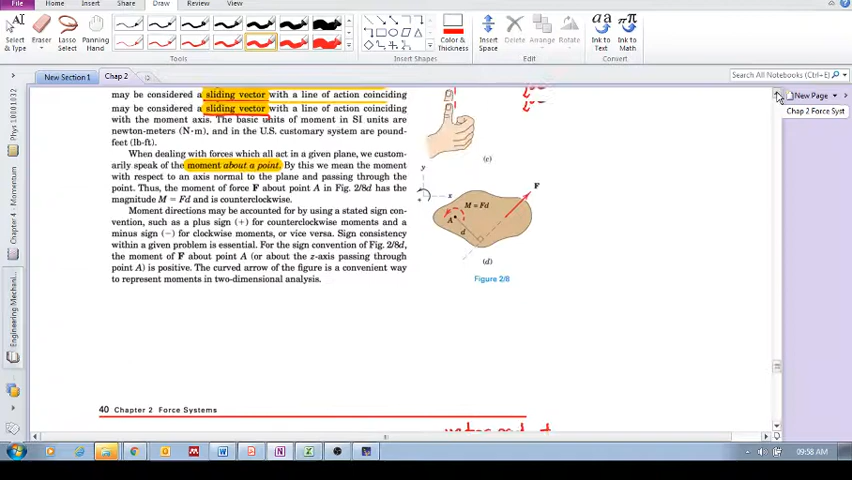 File Home Insert Share Draw History Review View
Select & Type
Eraser
Lasso Select
Panning Hand
Color & Thickness
Insert Space
Delete
Arrange
Rotate
Ink to Text
Ink to Math
Tools
Insert Shapes
Edit
Convert
New Section 1
Chap 2
Search All Notebooks (Ctrl+E)
New Page
Chap 2 Force Syst
Phys 10041032
Chapter 4 - Momentum
Engineering Mechani
may be considered a sliding vector with a line of action coinciding
may be considered a sliding vector with a line of action coinciding
with the moment axis. The basic units of moment in SI units are
newton-meters (N·m), and in the U.S. customary system are pound-
feet (lb-ft).
When dealing with forces which all act in a given plane, we custom-
arily speak of the moment about a point. By this we mean the moment
with respect to an axis normal to the plane and passing through the
point. Thus, the moment of force F about point A in Fig. 2/8d has the
magnitude M = Fd and is counterclockwise.
Moment directions may be accounted for by using a stated sign con-
vention, such as a plus sign (+) for counterclockwise moments and a
minus sign (−) for clockwise moments, or vice versa. Sign consistency
within a given problem is essential. For the sign convention of Fig. 2/8d,
the moment of F about point A (or about the z-axis passing through
point A) is positive. The curved arrow of the figure is a convenient way
to represent moments in two-dimensional analysis.
(c)
y
x
F
M = Fd
A
d
(d)
Figure 2/8
40 Chapter 2 Force Systems
09:58 AM